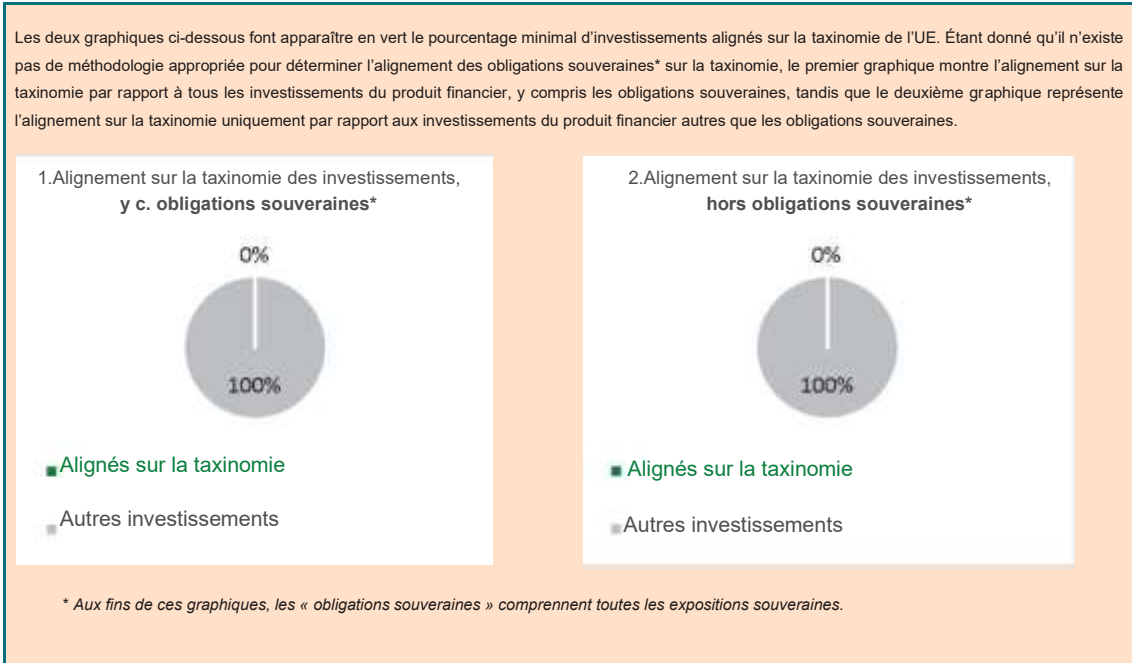 Les deux graphiques ci-dessous font apparaître en vert le pourcentage minimal d’investissements alignés sur la taxinomie de l’UE. Étant donné qu’il n’existe
pas de méthodologie appropriée pour déterminer l’alignement des obligations souveraines* sur la taxinomie, le premier graphique montre l’alignement sur la
taxinomie par rapport à tous les investissements du produit financier, y compris les obligations souveraines, tandis que le deuxième graphique représente
l’alignement sur la taxinomie uniquement par rapport aux investissements du produit financier autres que les obligations souveraines.
1.Alignement sur la taxinomie des investissements,
y c. obligations souveraines*
0%
100%
Alignés sur la taxinomie
Autres investissements
2.Alignement sur la taxinomie des investissements,
hors obligations souveraines*
0%
100%
Alignés sur la taxinomie
Autres investissements
* Aux fins de ces graphiques, les « obligations souveraines » comprennent toutes les expositions souveraines.